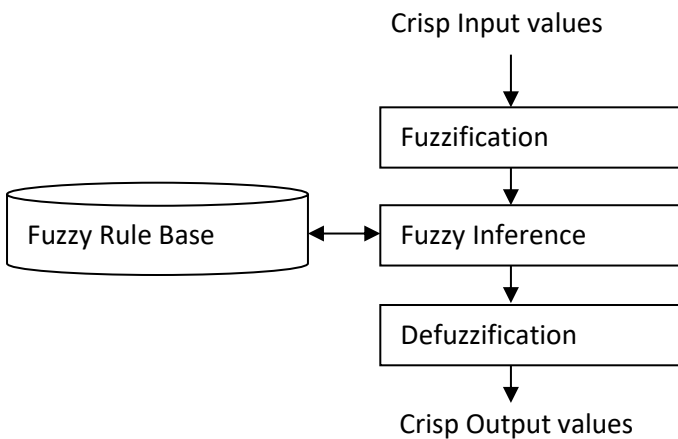 Crisp Input values
Fuzzification
Fuzzy Rule Base
Fuzzy Inference
Defuzzification
Crisp Output values